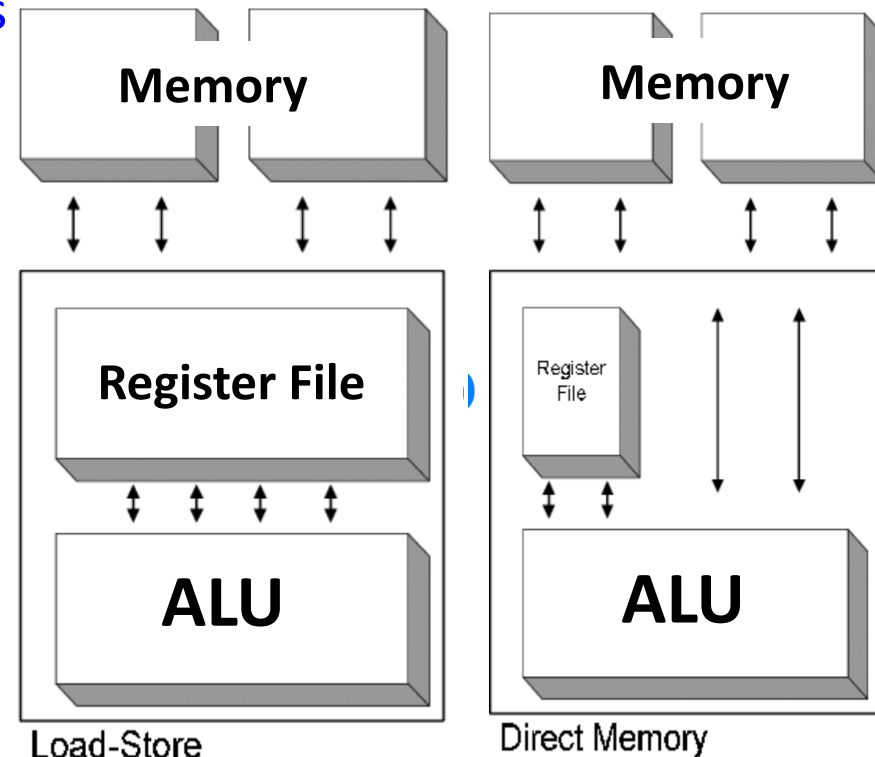 s
Memory
Register File
ALU
Load-Store
)
Memory
Register
File
ALU
Direct Memory